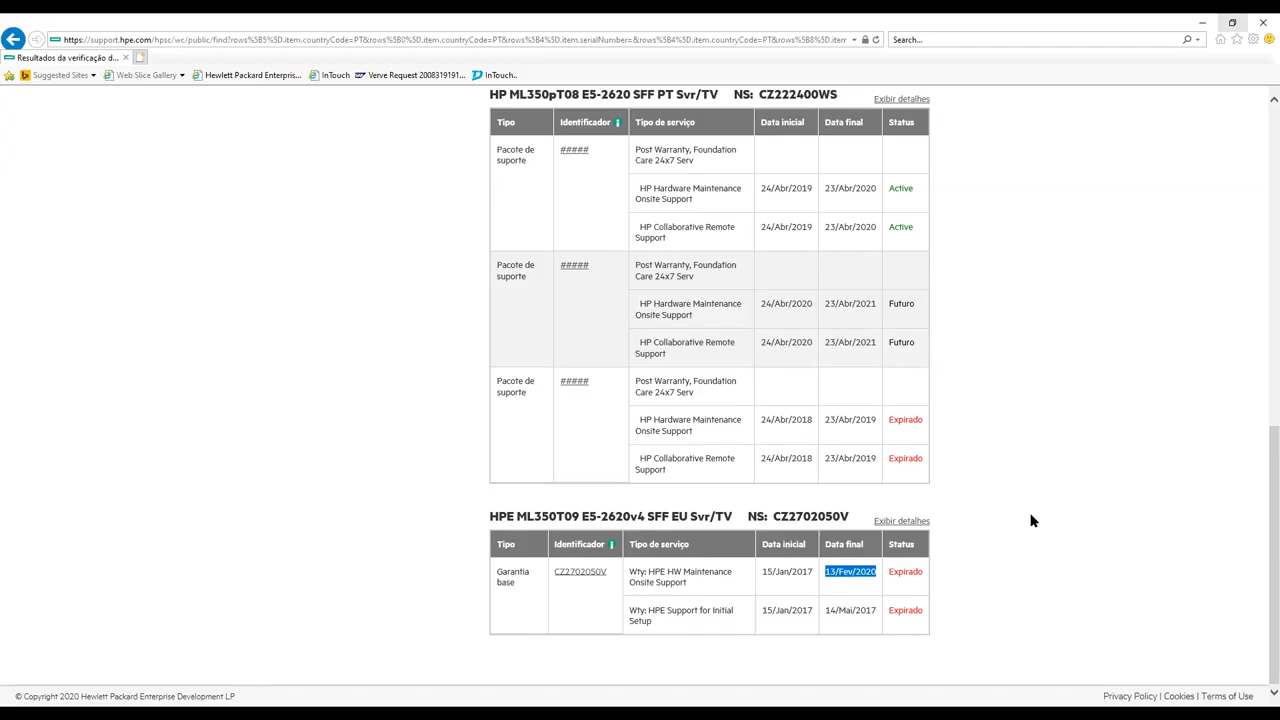 https://support.hpe.com/hpsc/wc/public/find?rows%5B5%5D.item.countryCode=PT&rows%5B0%5D.item.countryCode=PT&rows%5B4%5D.item.serialNumber=&rows%5B4%5D.item.countryCode=PT&rows%5B8%5D.item
Search...
Resultados da verificação d...
Suggested Sites
Web Slice Gallery
Hewlett Packard Enterpris...
InTouch
Verve Request 2008319191...
InTouch..
HP ML350pT08 E5-2620 SFF PT Svr/TV NS: CZ222400WS Exibir detalhes
Tipo Identificador i Tipo de serviço Data inicial Data final Status
Pacote de ##### Post Warranty, Foundation
suporte Care 24x7 Serv
HP Hardware Maintenance 24/Abr/2019 23/Abr/2020 Active
Onsite Support
HP Collaborative Remote 24/Abr/2019 23/Abr/2020 Active
Support
Pacote de ##### Post Warranty, Foundation
suporte Care 24x7 Serv
HP Hardware Maintenance 24/Abr/2020 23/Abr/2021 Futuro
Onsite Support
HP Collaborative Remote 24/Abr/2020 23/Abr/2021 Futuro
Support
Pacote de ##### Post Warranty, Foundation
suporte Care 24x7 Serv
HP Hardware Maintenance 24/Abr/2018 23/Abr/2019 Expirado
Onsite Support
HP Collaborative Remote 24/Abr/2018 23/Abr/2019 Expirado
Support
HPE ML350T09 E5-2620v4 SFF EU Svr/TV NS: CZ2702050V Exibir detalhes
Tipo Identificador i Tipo de serviço Data inicial Data final Status
Garantia CZ2702050V Wty: HPE HW Maintenance 15/Jan/2017 13/Fev/2020 Expirado
base Onsite Support
Wty: HPE Support for Initial 15/Jan/2017 14/Mai/2017 Expirado
Setup
© Copyright 2020 Hewlett Packard Enterprise Development LP
Privacy Policy | Cookies | Terms of Use